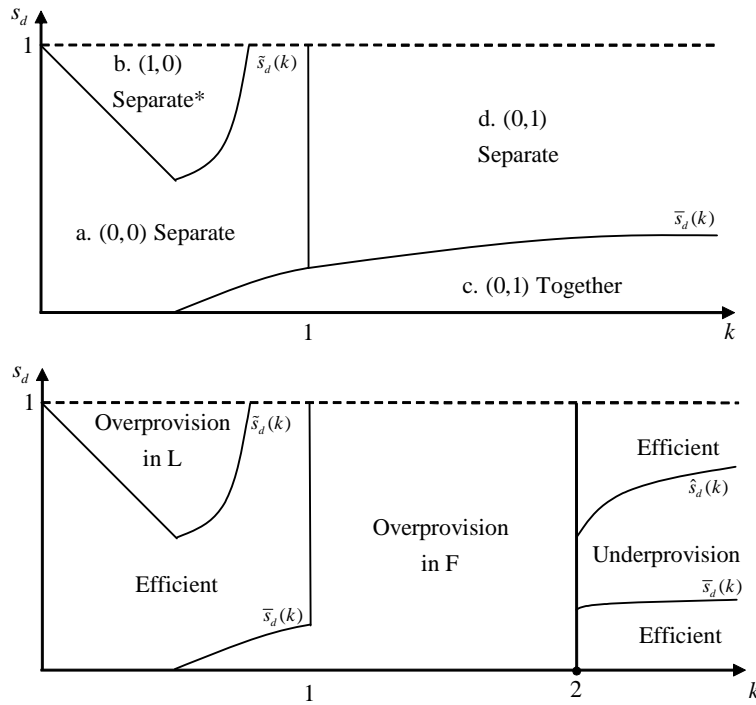 s_d
1
b. (1,0)
Separate*
s̃_d(k)
d. (0,1)
Separate
a. (0,0) Separate
s̅_d(k)
c. (0,1) Together
1
k
s_d
1
Overprovision
in L
s̃_d(k)
Efficient
ŝ_d(k)
Overprovision
in F
Underprovision
Efficient
s̅_d(k)
s̅_d(k)
Efficient
1
2
k